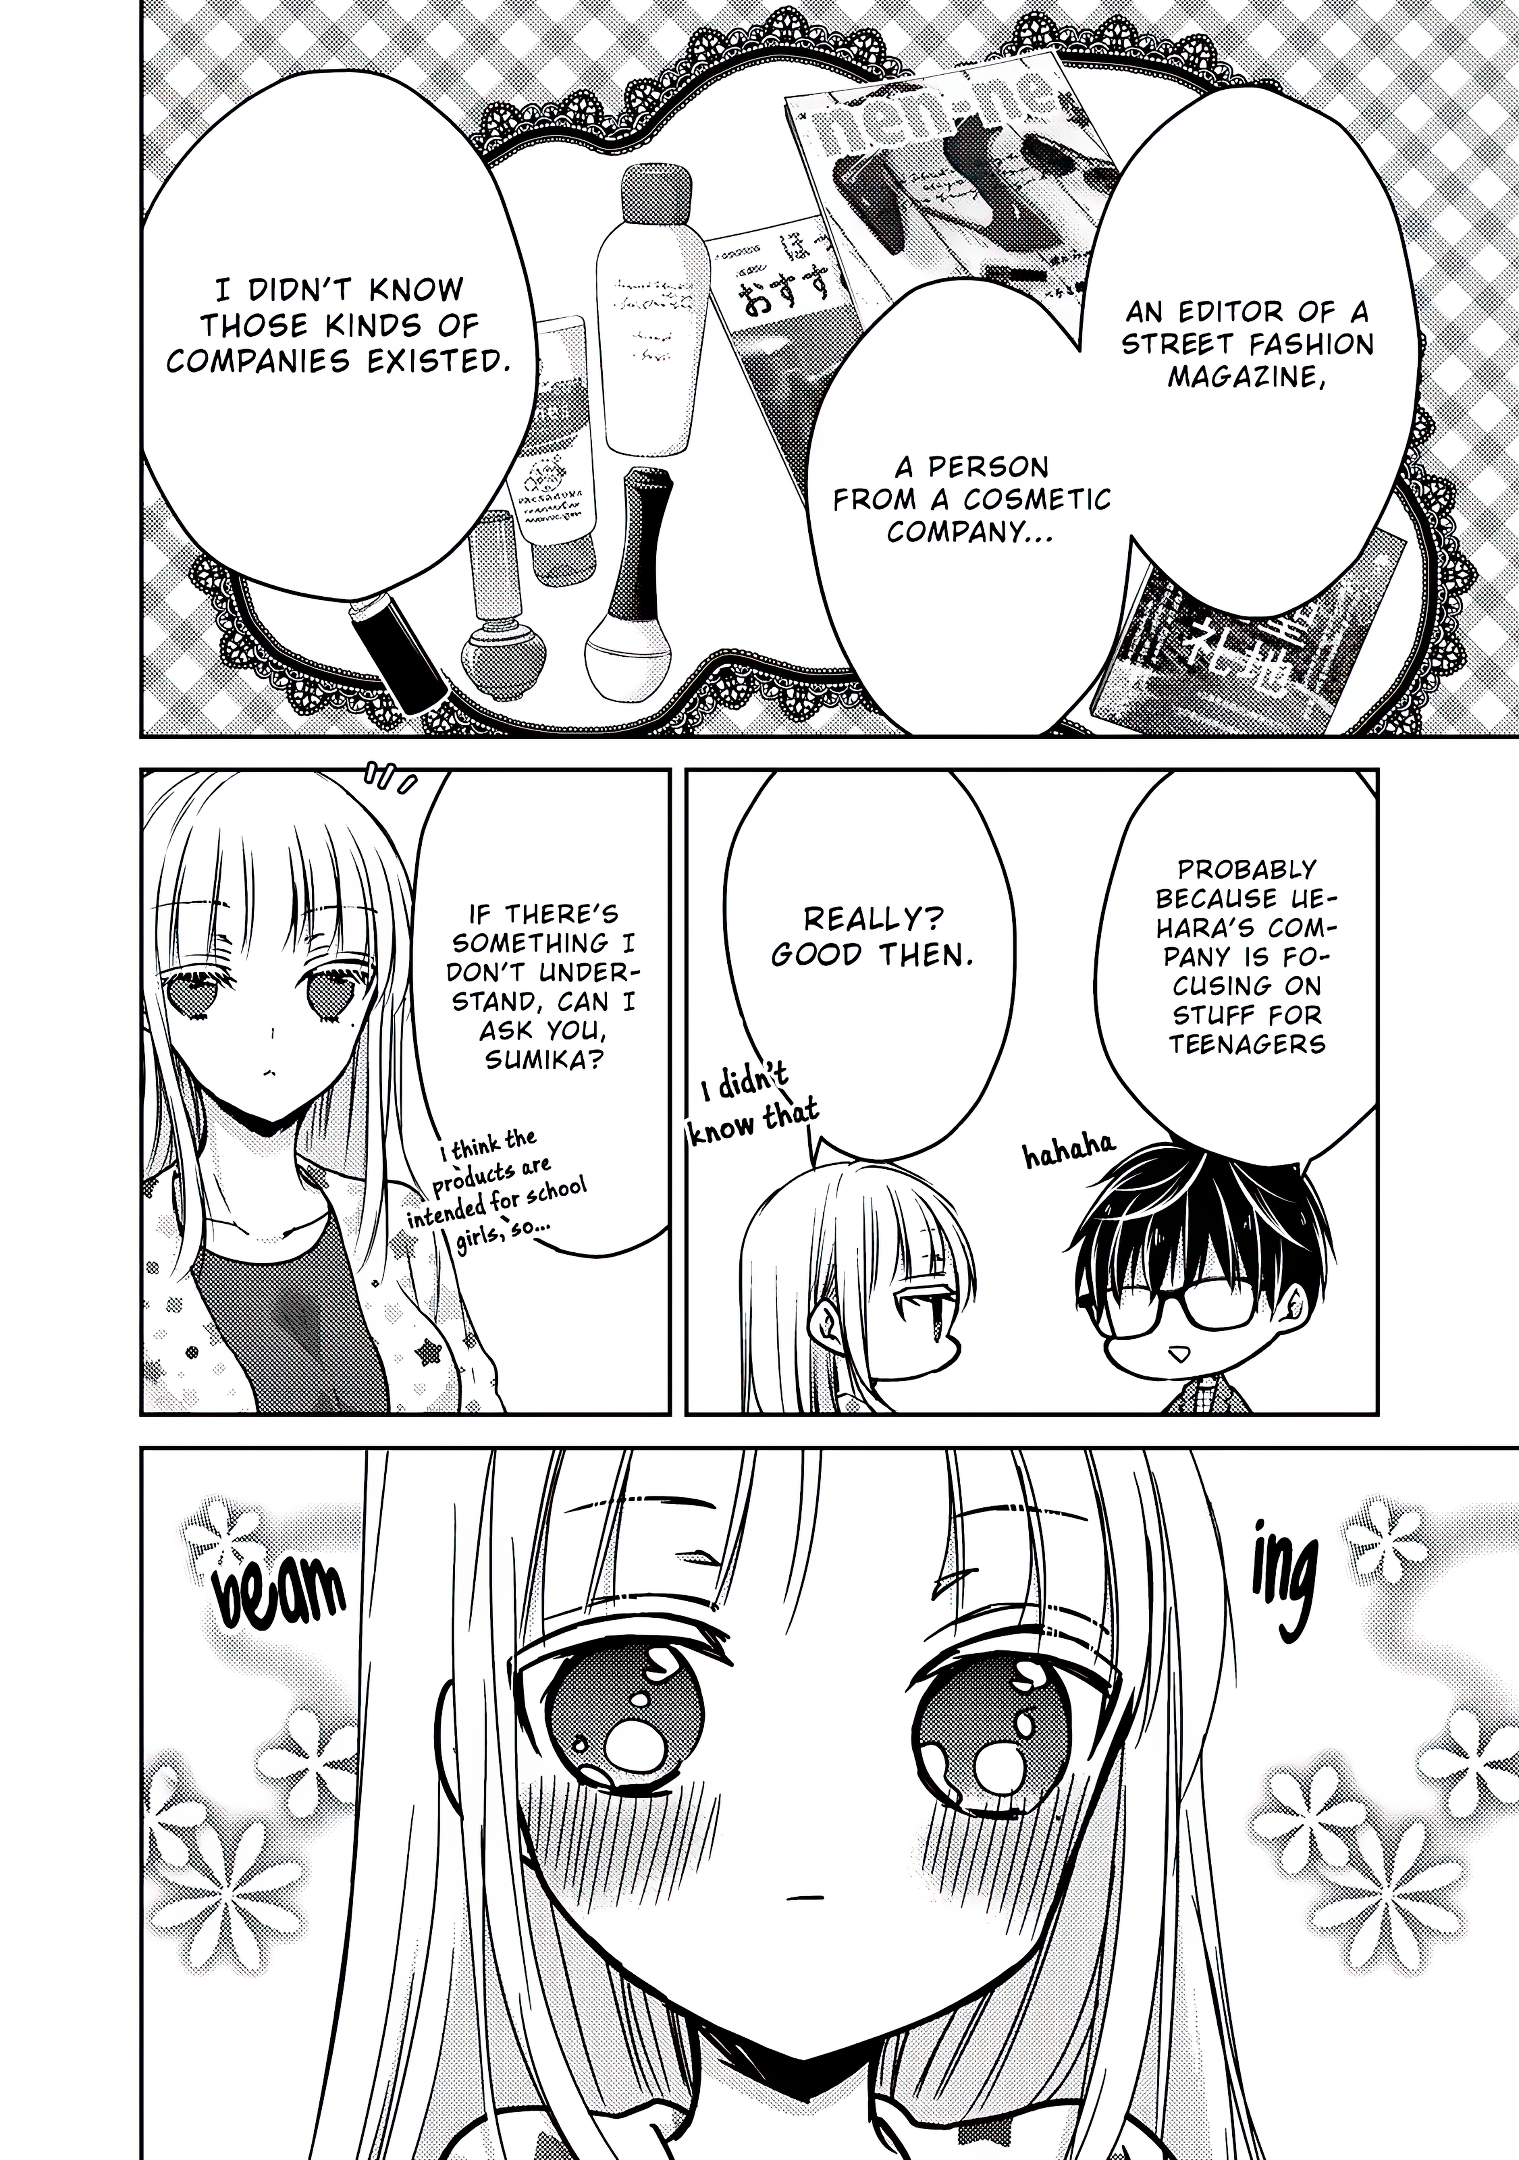 AN EDITOR OF A
STREET FASHION
MAGAZINE,
A PERSON
FROM A COSMETIC
COMPANY...
I DIDN'T KNOW
THOSE KINDS OF
COMPANIES EXISTED.
non-no
おすす
PROBABLY
BECAUSE UE-
HARA'S COM-
PANY IS FO-
CUSING ON
STUFF FOR
TEENAGERS
hahaha
REALLY?
GOOD THEN.
I didn't
know that
IF THERE'S
SOMETHING I
DON'T UNDER-
STAND, CAN I
ASK YOU,
SUMIKA?
I think the
products are
intended for school
girls, so...
beam
ing